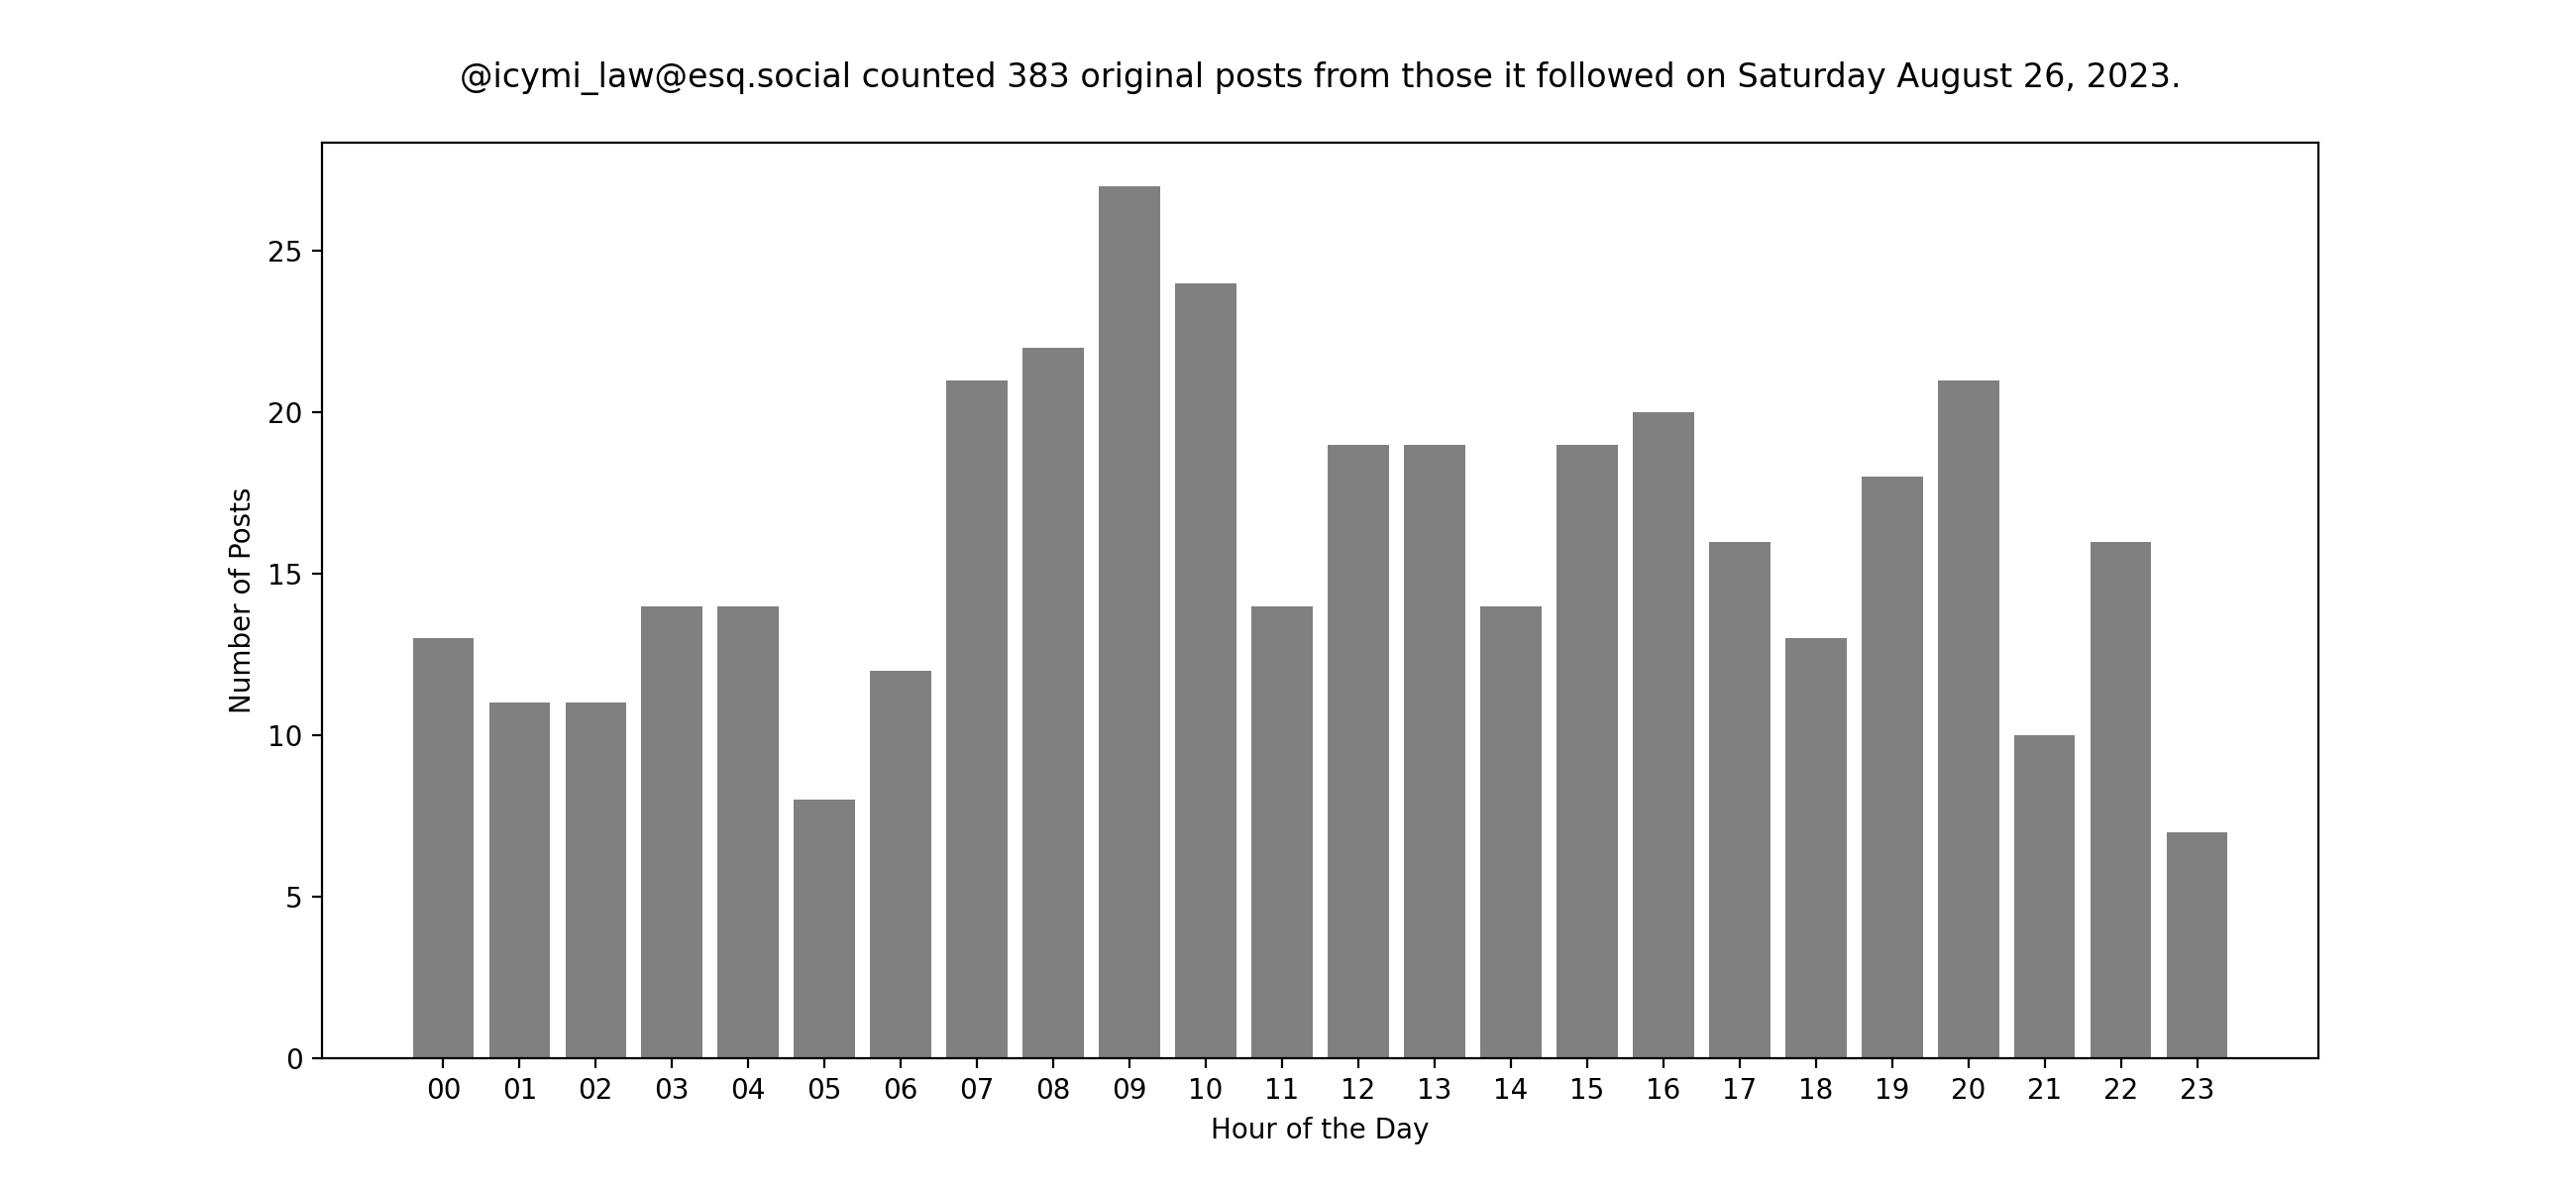 @icymi_law@esq.social counted 383 original posts from those it followed on Saturday August 26, 2023.
Number of Posts
25
20
15
10
5
0
00 01 02 03 04 05 06 07 08 09 10 11 12 13 14 15 16 17 18 19 20 21 22 23
Hour of the Day